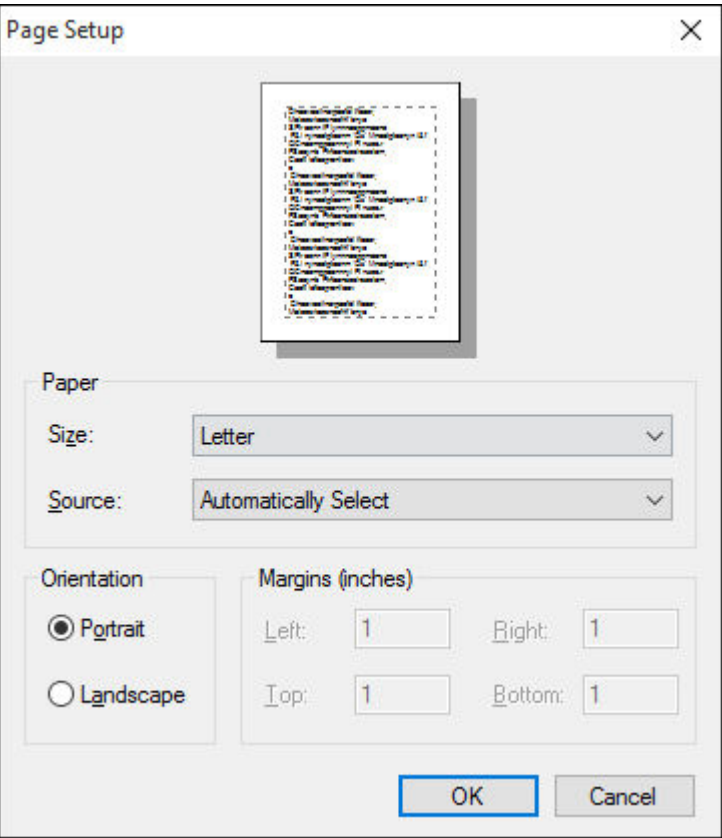 Page Setup
Paper
Size: Letter
Source: Automatically Select
Orientation
Portrait
Landscape
Margins (inches)
Left: 1 Right: 1
Top: 1 Bottom: 1
OK Cancel